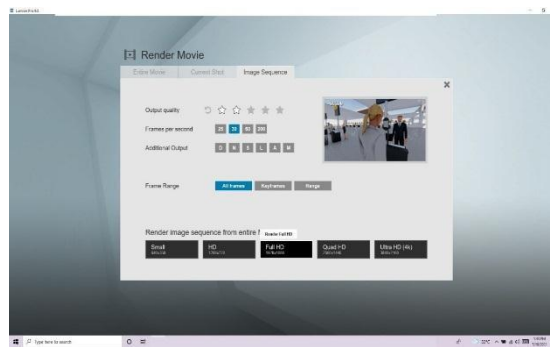 Render Movie
Entire Movie Current Shot Image Sequence
Output quality
Frames per second 25 30 60 200
Additional Output D N S L A M
Frame Range All frames Keyframes Range
Render image sequence from entire
Render Full HD
Small HD Full HD Quad HD Ultra HD (4k)
Type here to search